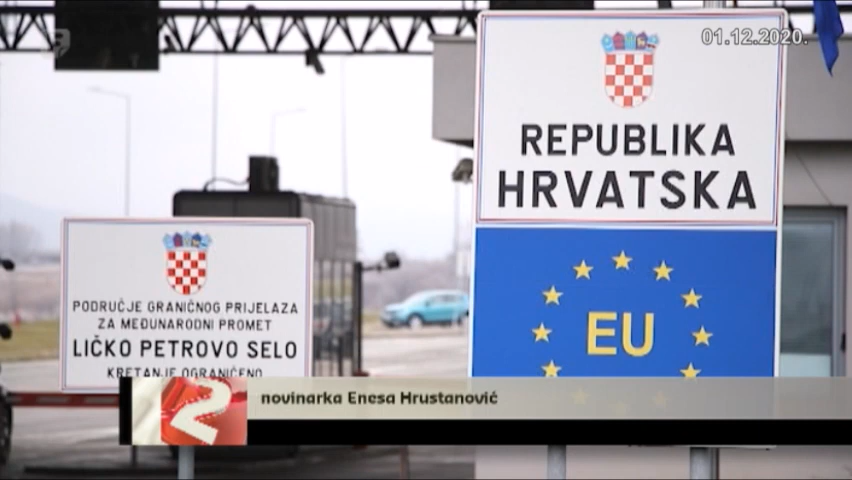 01.12.2020.
REPUBLIKA
HRVATSKA
EU
PODRUČJE GRANIČNOG PRIJELAZA
ZA MEĐUNARODNI PROMET
LIČKO PETROVO SELO
KRETANJE OGRANIČENO
2
novinarka Enesa Hrustanović